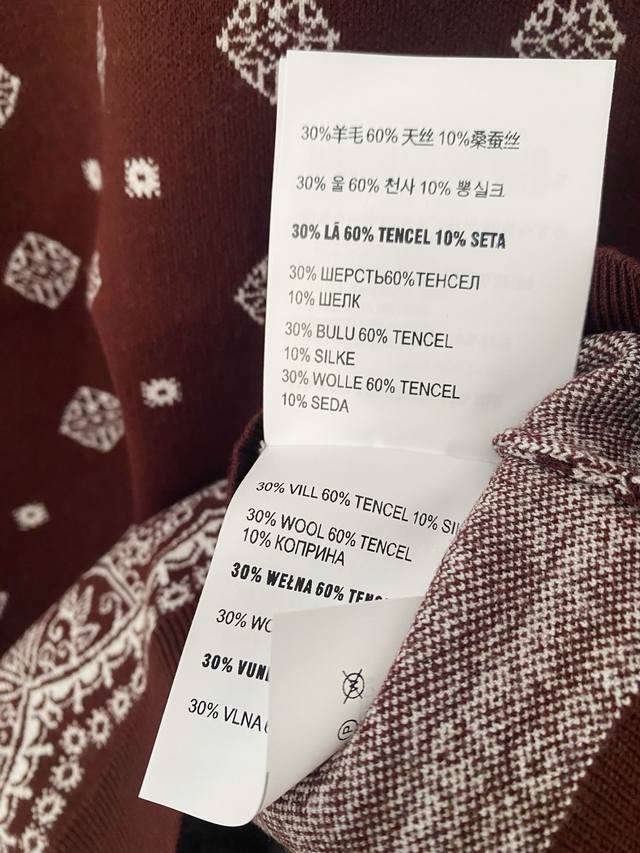 30%羊毛60% 天丝 10%桑蚕丝
30% 울 60% 천사 10% 뽕실크
30% LÃ 60% TENCEL 10% SETA
30% ШЕРСТЬ60%ТЕНСЕЛ
10% ШЕЛК
30% BULU 60% TENCEL
10% SILKE
30% WOLLE 60% TENCEL
10% SEDA
30% VILL 60% TENCEL 10%
30% WOOL 60% TENCEL
10% КОПРИНА
30% WEŁNA 60%
30%
30%
30% VLNA
P